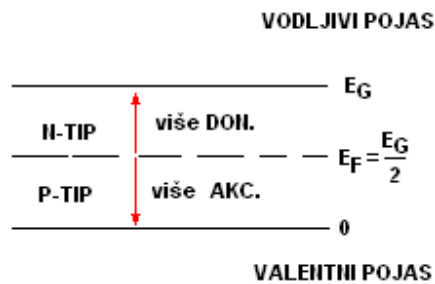 VODLJIVI POJAS
E_G
N-TIP
više DON.
E_F = E_G/2
P-TIP
više AKC.
0
VALENTNI POJAS